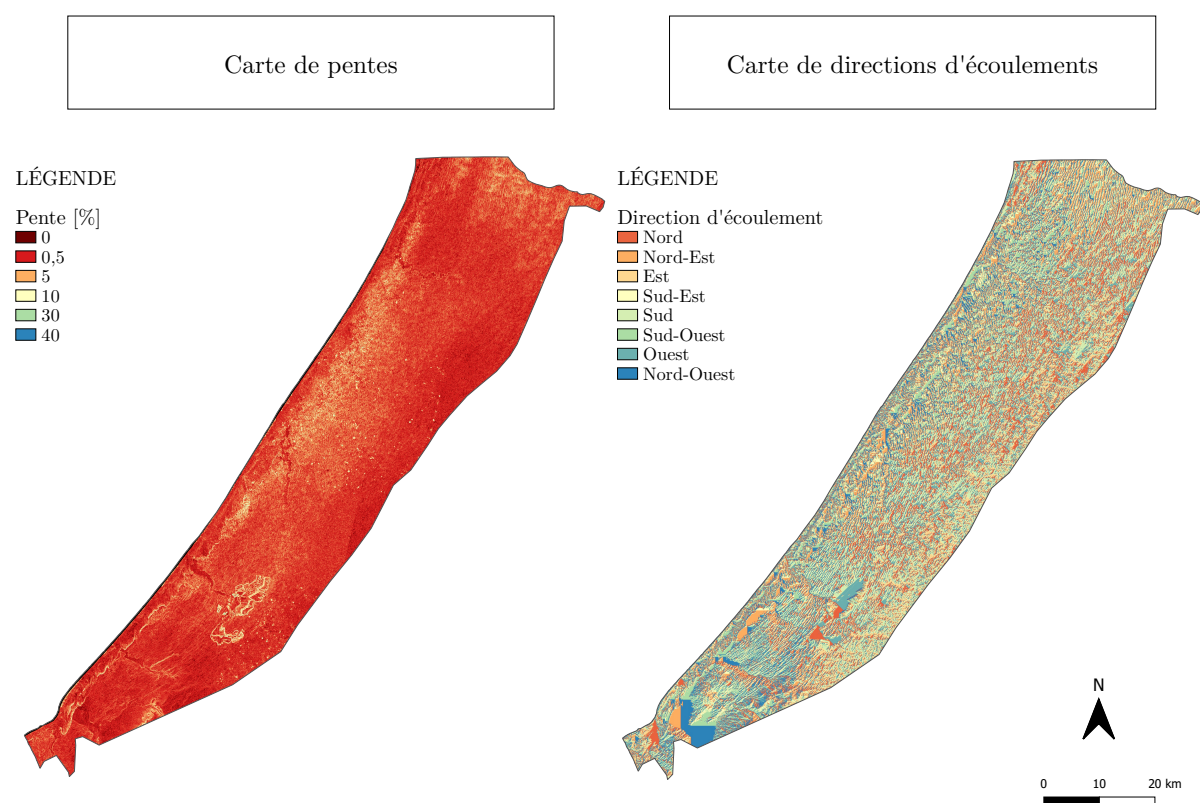 Carte de pentes
LÉGENDE
Pente [%]
0
0,5
5
10
30
40
Carte de directions d'écoulements
LÉGENDE
Direction d'écoulement
Nord
Nord-Est
Est
Sud-Est
Sud
Sud-Ouest
Ouest
Nord-Ouest
N
0 10 20 km